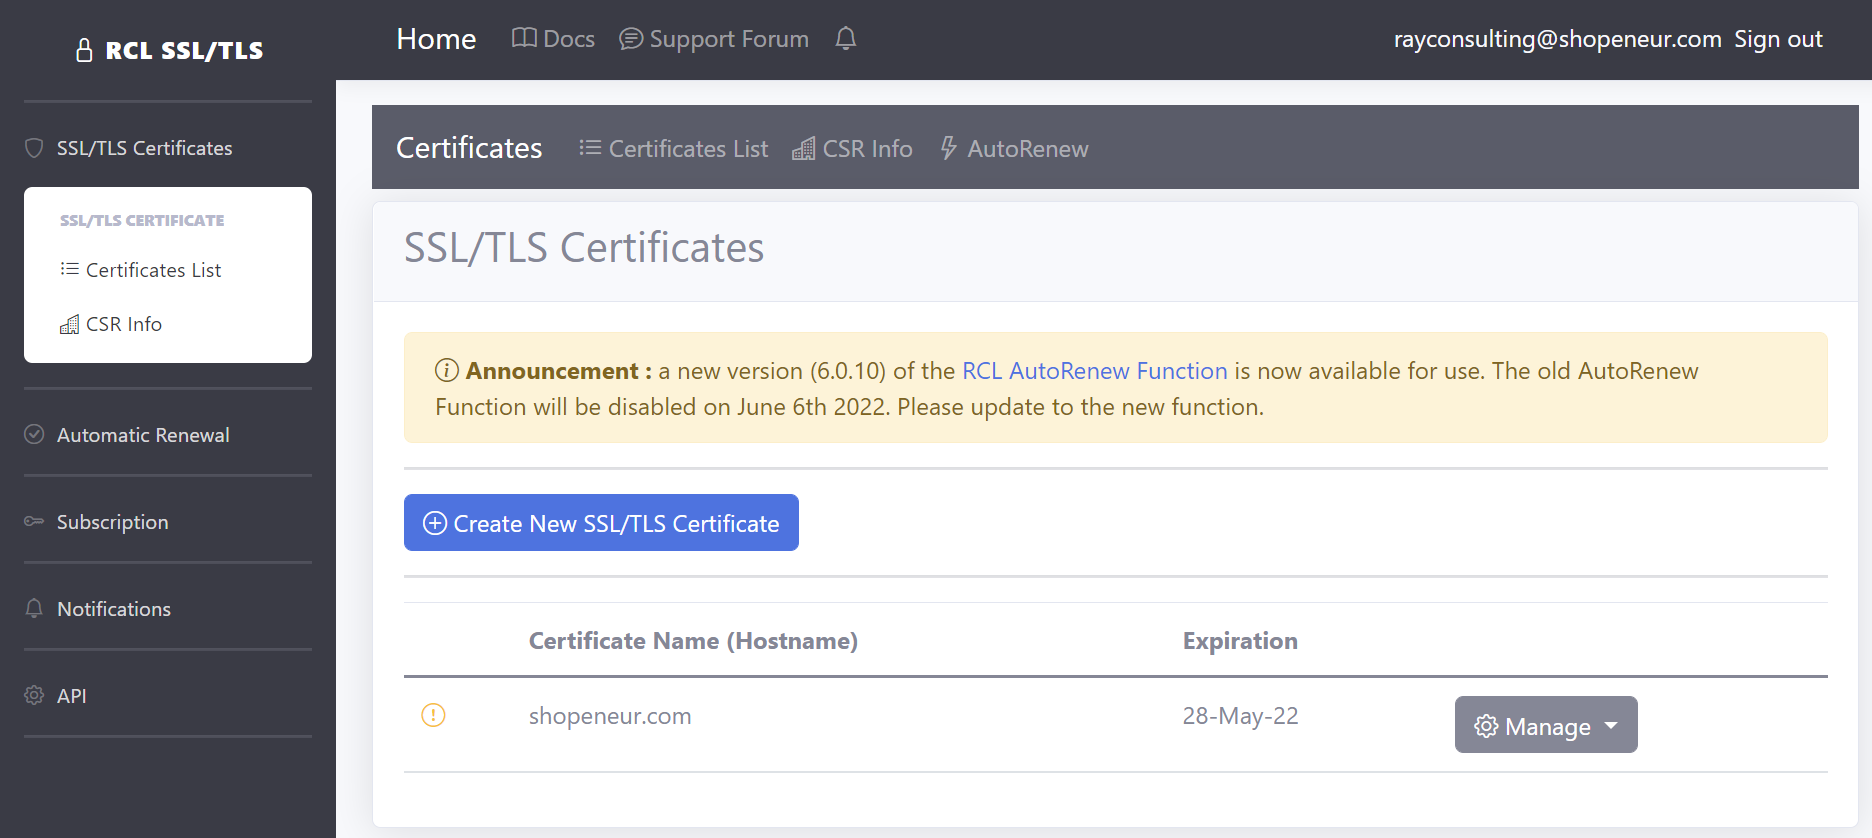 RCL SSL/TLS
Home Docs Support Forum
rayconsulting@shopeneur.com Sign out
SSL/TLS Certificates
SSL/TLS CERTIFICATE
Certificates List
CSR Info
Automatic Renewal
Subscription
Notifications
API
Certificates Certificates List CSR Info AutoRenew
SSL/TLS Certificates
Announcement : a new version (6.0.10) of the RCL AutoRenew Function is now available for use. The old AutoRenew
Function will be disabled on June 6th 2022. Please update to the new function.
Create New SSL/TLS Certificate
Certificate Name (Hostname) Expiration
shopeneur.com 28-May-22 Manage